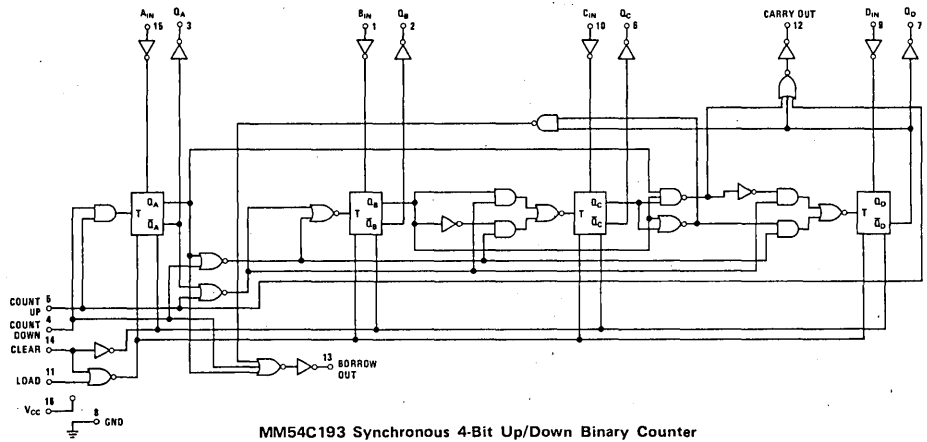 AIN QA BIN QB CIN QC CARRY OUT DIN QD
15 3 1 2 10 6 12 9 7
QA QB QC QD
T T T T
Q̄A Q̄B Q̄C Q̄D
COUNT UP 5
COUNT DOWN 4
CLEAR 14
LOAD 11
13 BORROW OUT
VCC 16
8 GND
MM54C193 Synchronous 4-Bit Up/Down Binary Counter